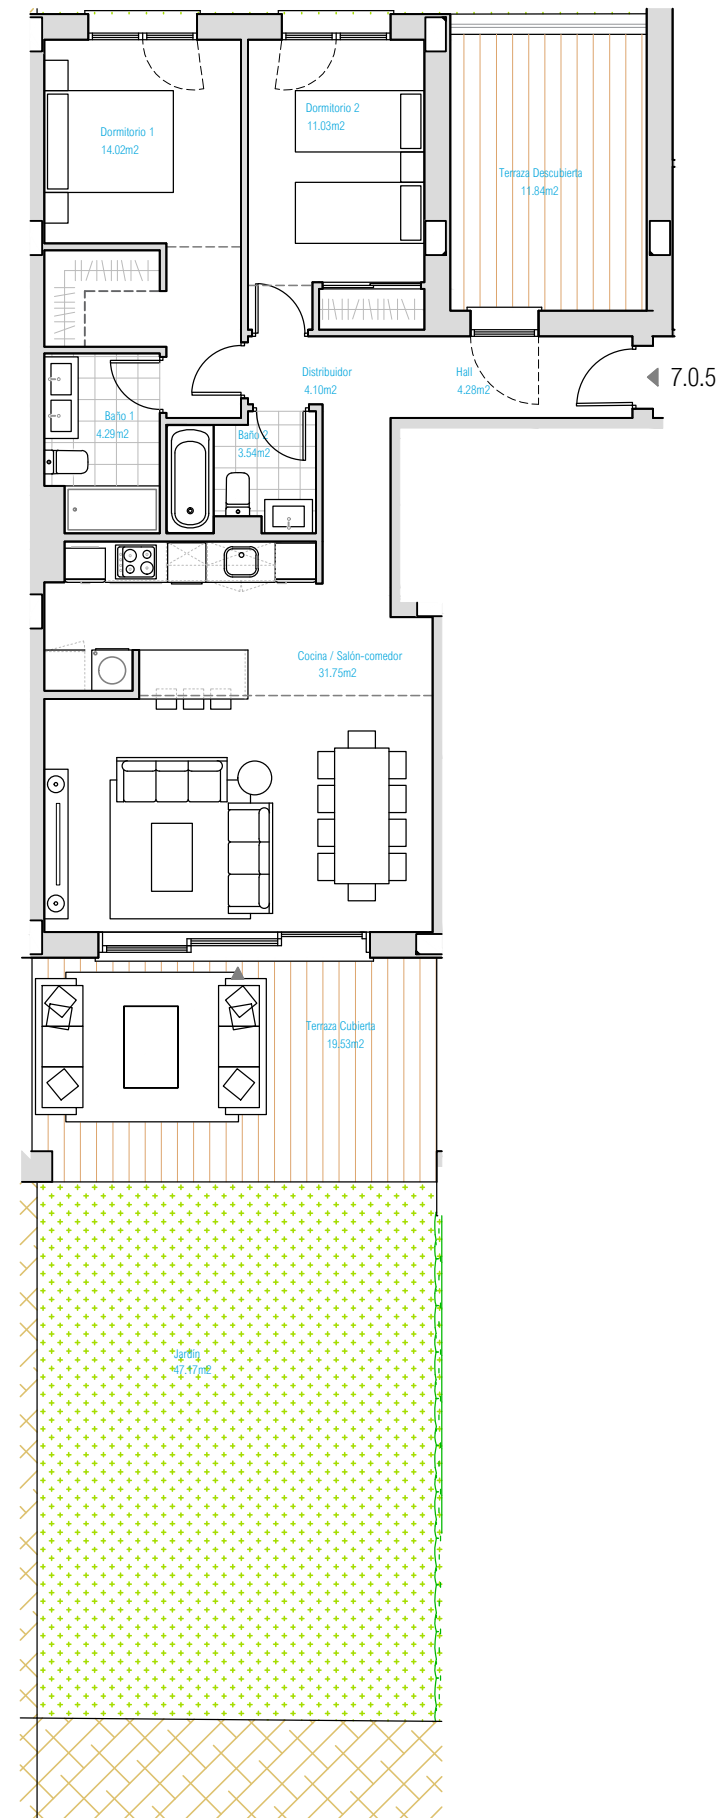 Dormitorio 1
14.02m2
Dormitorio 2
11.03m2
Terraza Descubierta
11.84m2
Distribuidor
4.10m2
Hall
4.28m2
7.0.5
Baño 1
4.29m2
Baño 2
3.54m2
Cocina / Salón-comedor
31.75m2
Terraza Cubierta
19.53m2
Jardín
47.17m2